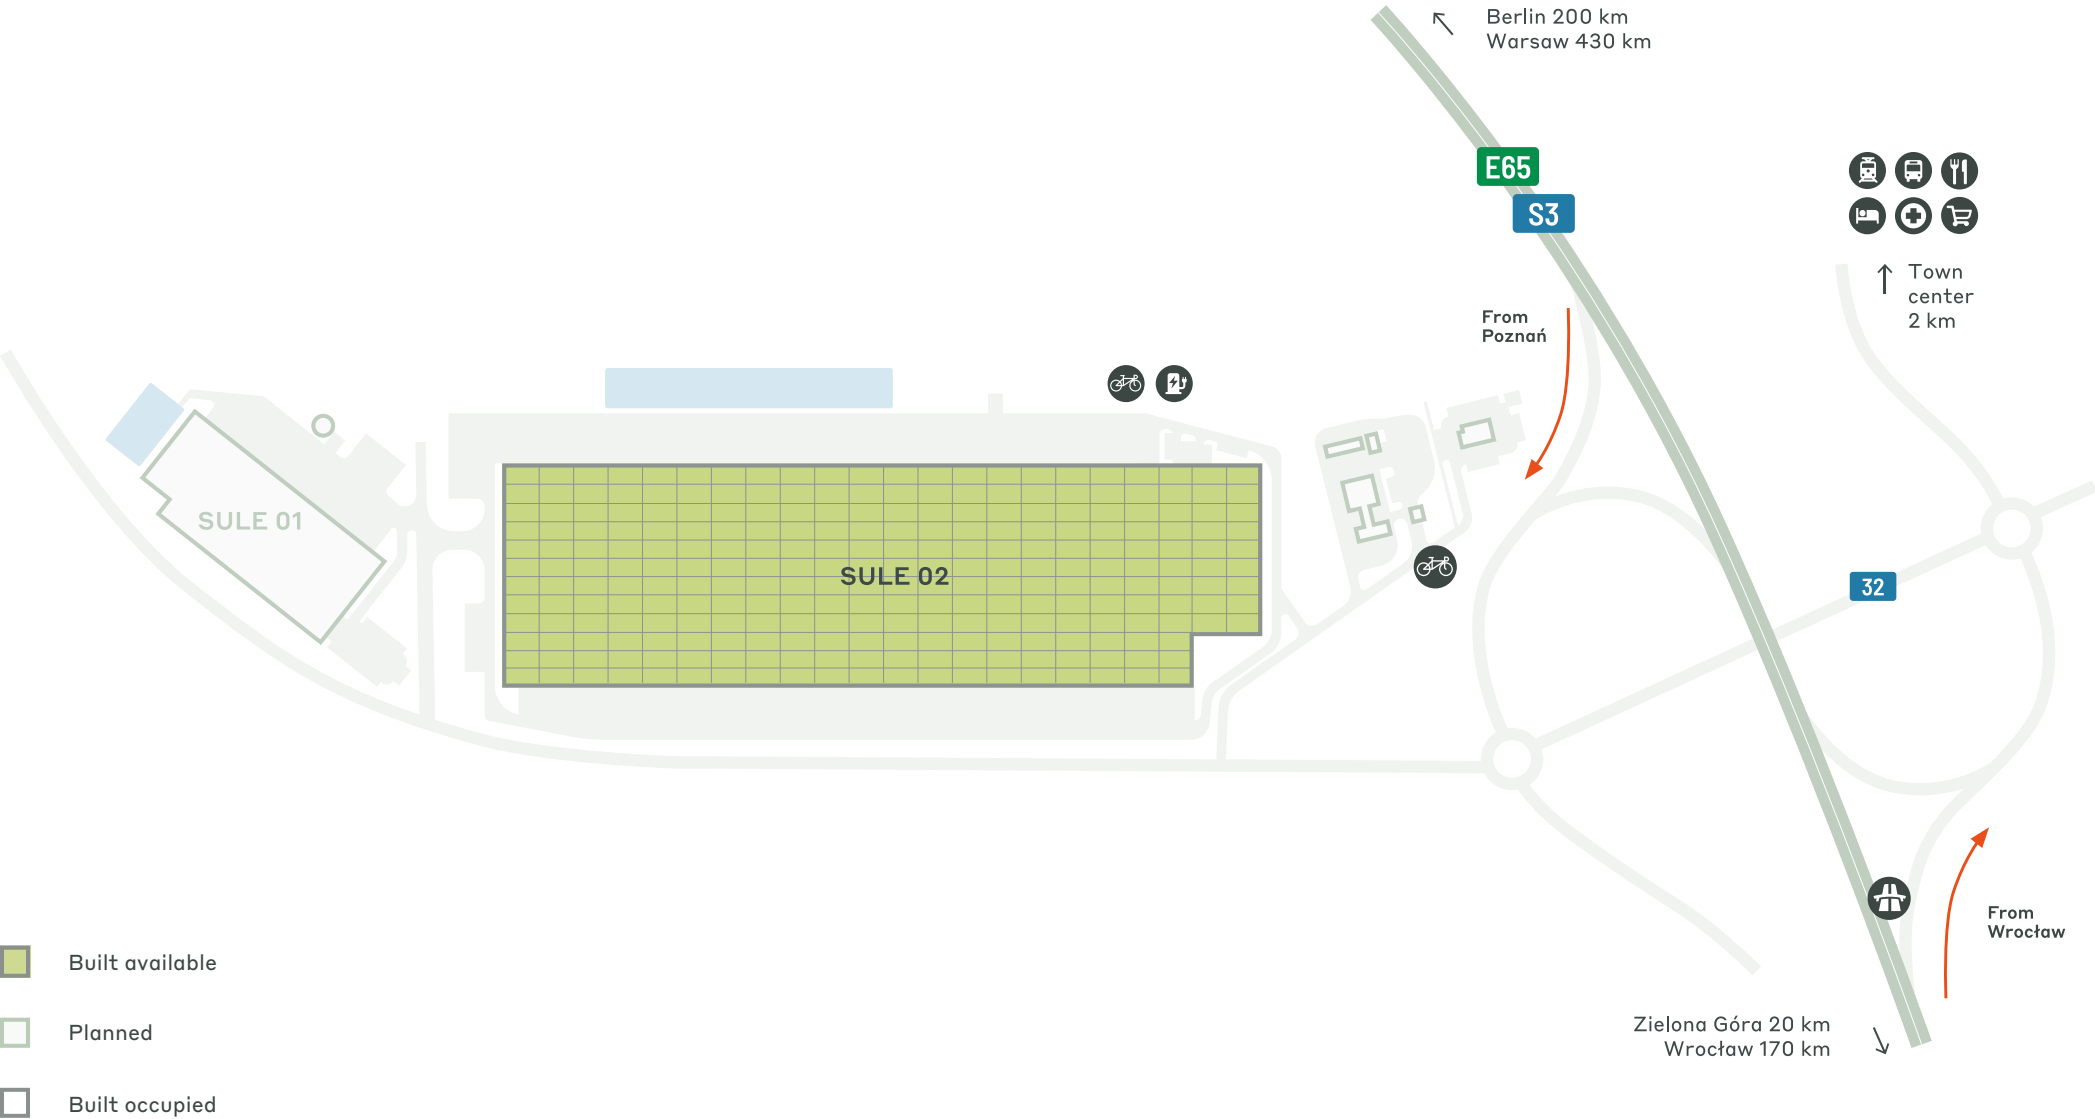 Berlin 200 km
Warsaw 430 km
E65
S3
Town
center
2 km
From
Poznań
SULE 01
SULE 02
32
From
Wrocław
Built available
Planned
Built occupied
Zielona Góra 20 km
Wrocław 170 km